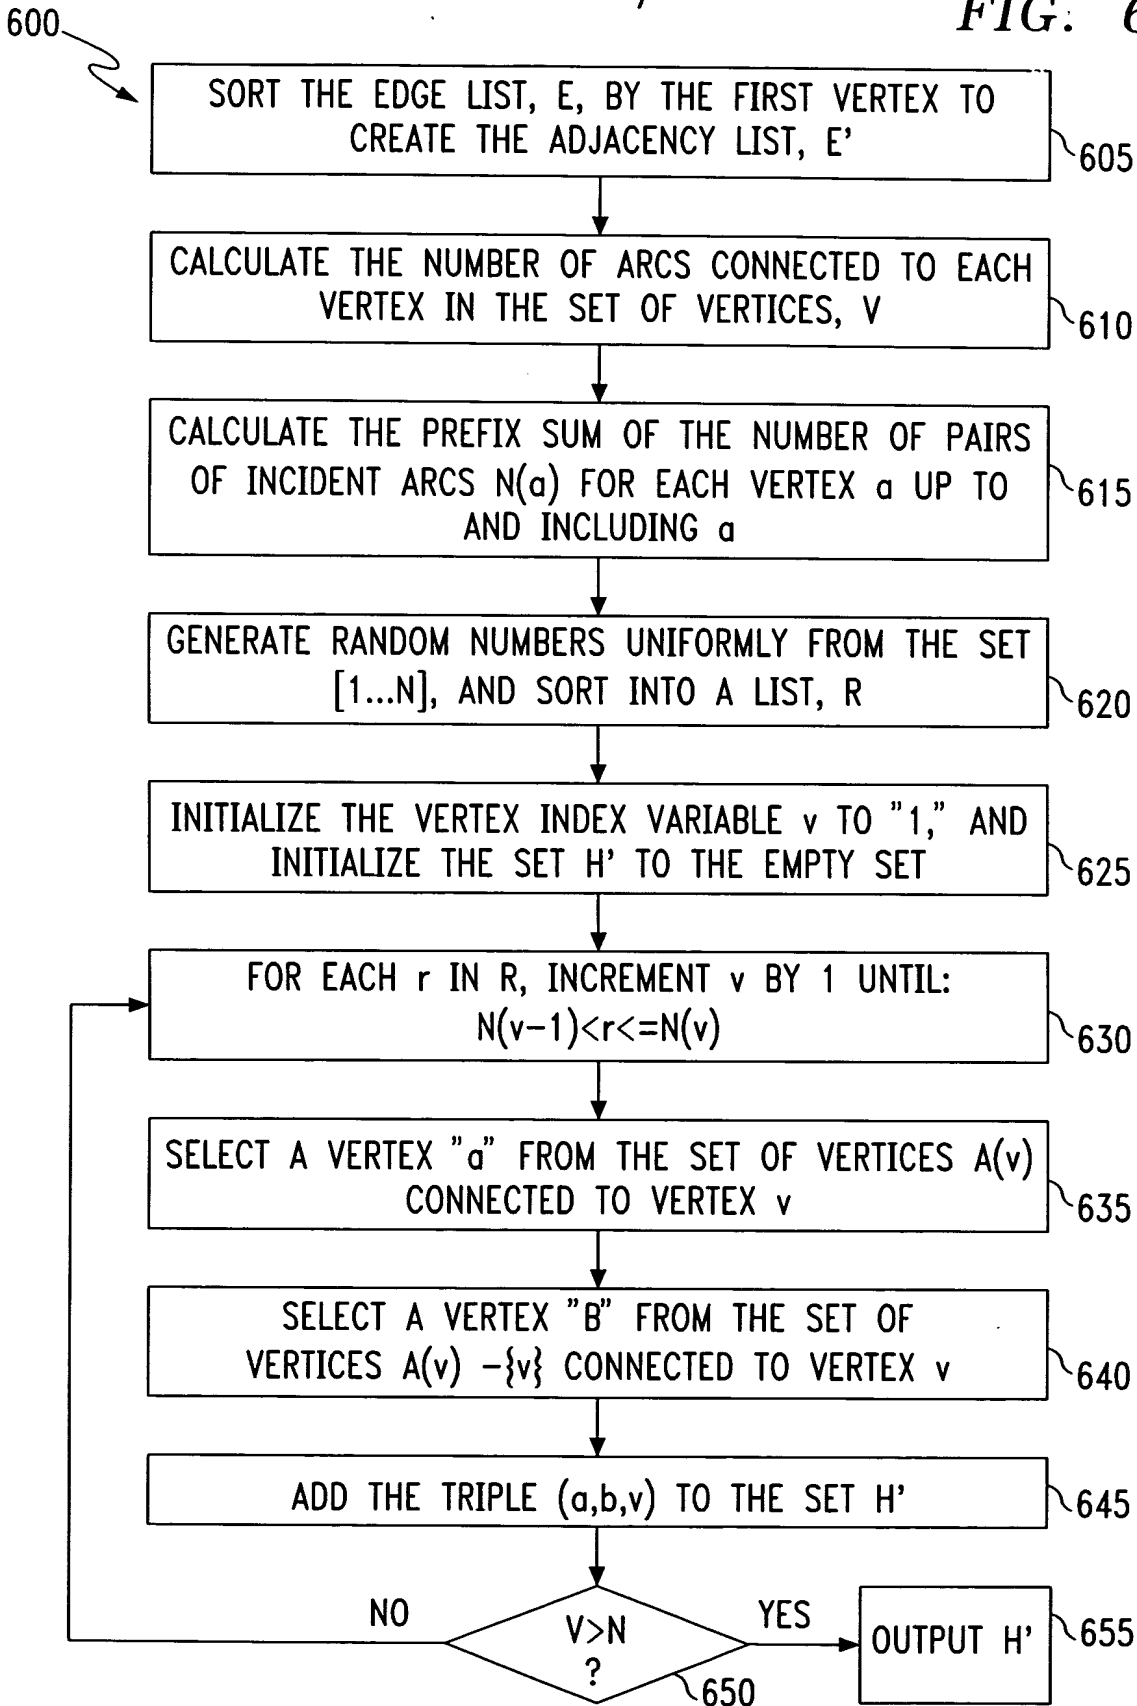 600
FIG. 6
SORT THE EDGE LIST, E, BY THE FIRST VERTEX TO
CREATE THE ADJACENCY LIST, E'
605
CALCULATE THE NUMBER OF ARCS CONNECTED TO EACH
VERTEX IN THE SET OF VERTICES, V
610
CALCULATE THE PREFIX SUM OF THE NUMBER OF PAIRS
OF INCIDENT ARCS N(a) FOR EACH VERTEX a UP TO
AND INCLUDING a
615
GENERATE RANDOM NUMBERS UNIFORMLY FROM THE SET
[1...N], AND SORT INTO A LIST, R
620
INITIALIZE THE VERTEX INDEX VARIABLE v TO "1," AND
INITIALIZE THE SET H' TO THE EMPTY SET
625
FOR EACH r IN R, INCREMENT v BY 1 UNTIL:
N(v-1)<r<=N(v)
630
SELECT A VERTEX "a" FROM THE SET OF VERTICES A(v)
CONNECTED TO VERTEX v
635
SELECT A VERTEX "B" FROM THE SET OF
VERTICES A(v) -{v} CONNECTED TO VERTEX v
640
ADD THE TRIPLE (a,b,v) TO THE SET H'
645
NO
V>N
?
650
YES
OUTPUT H'
655